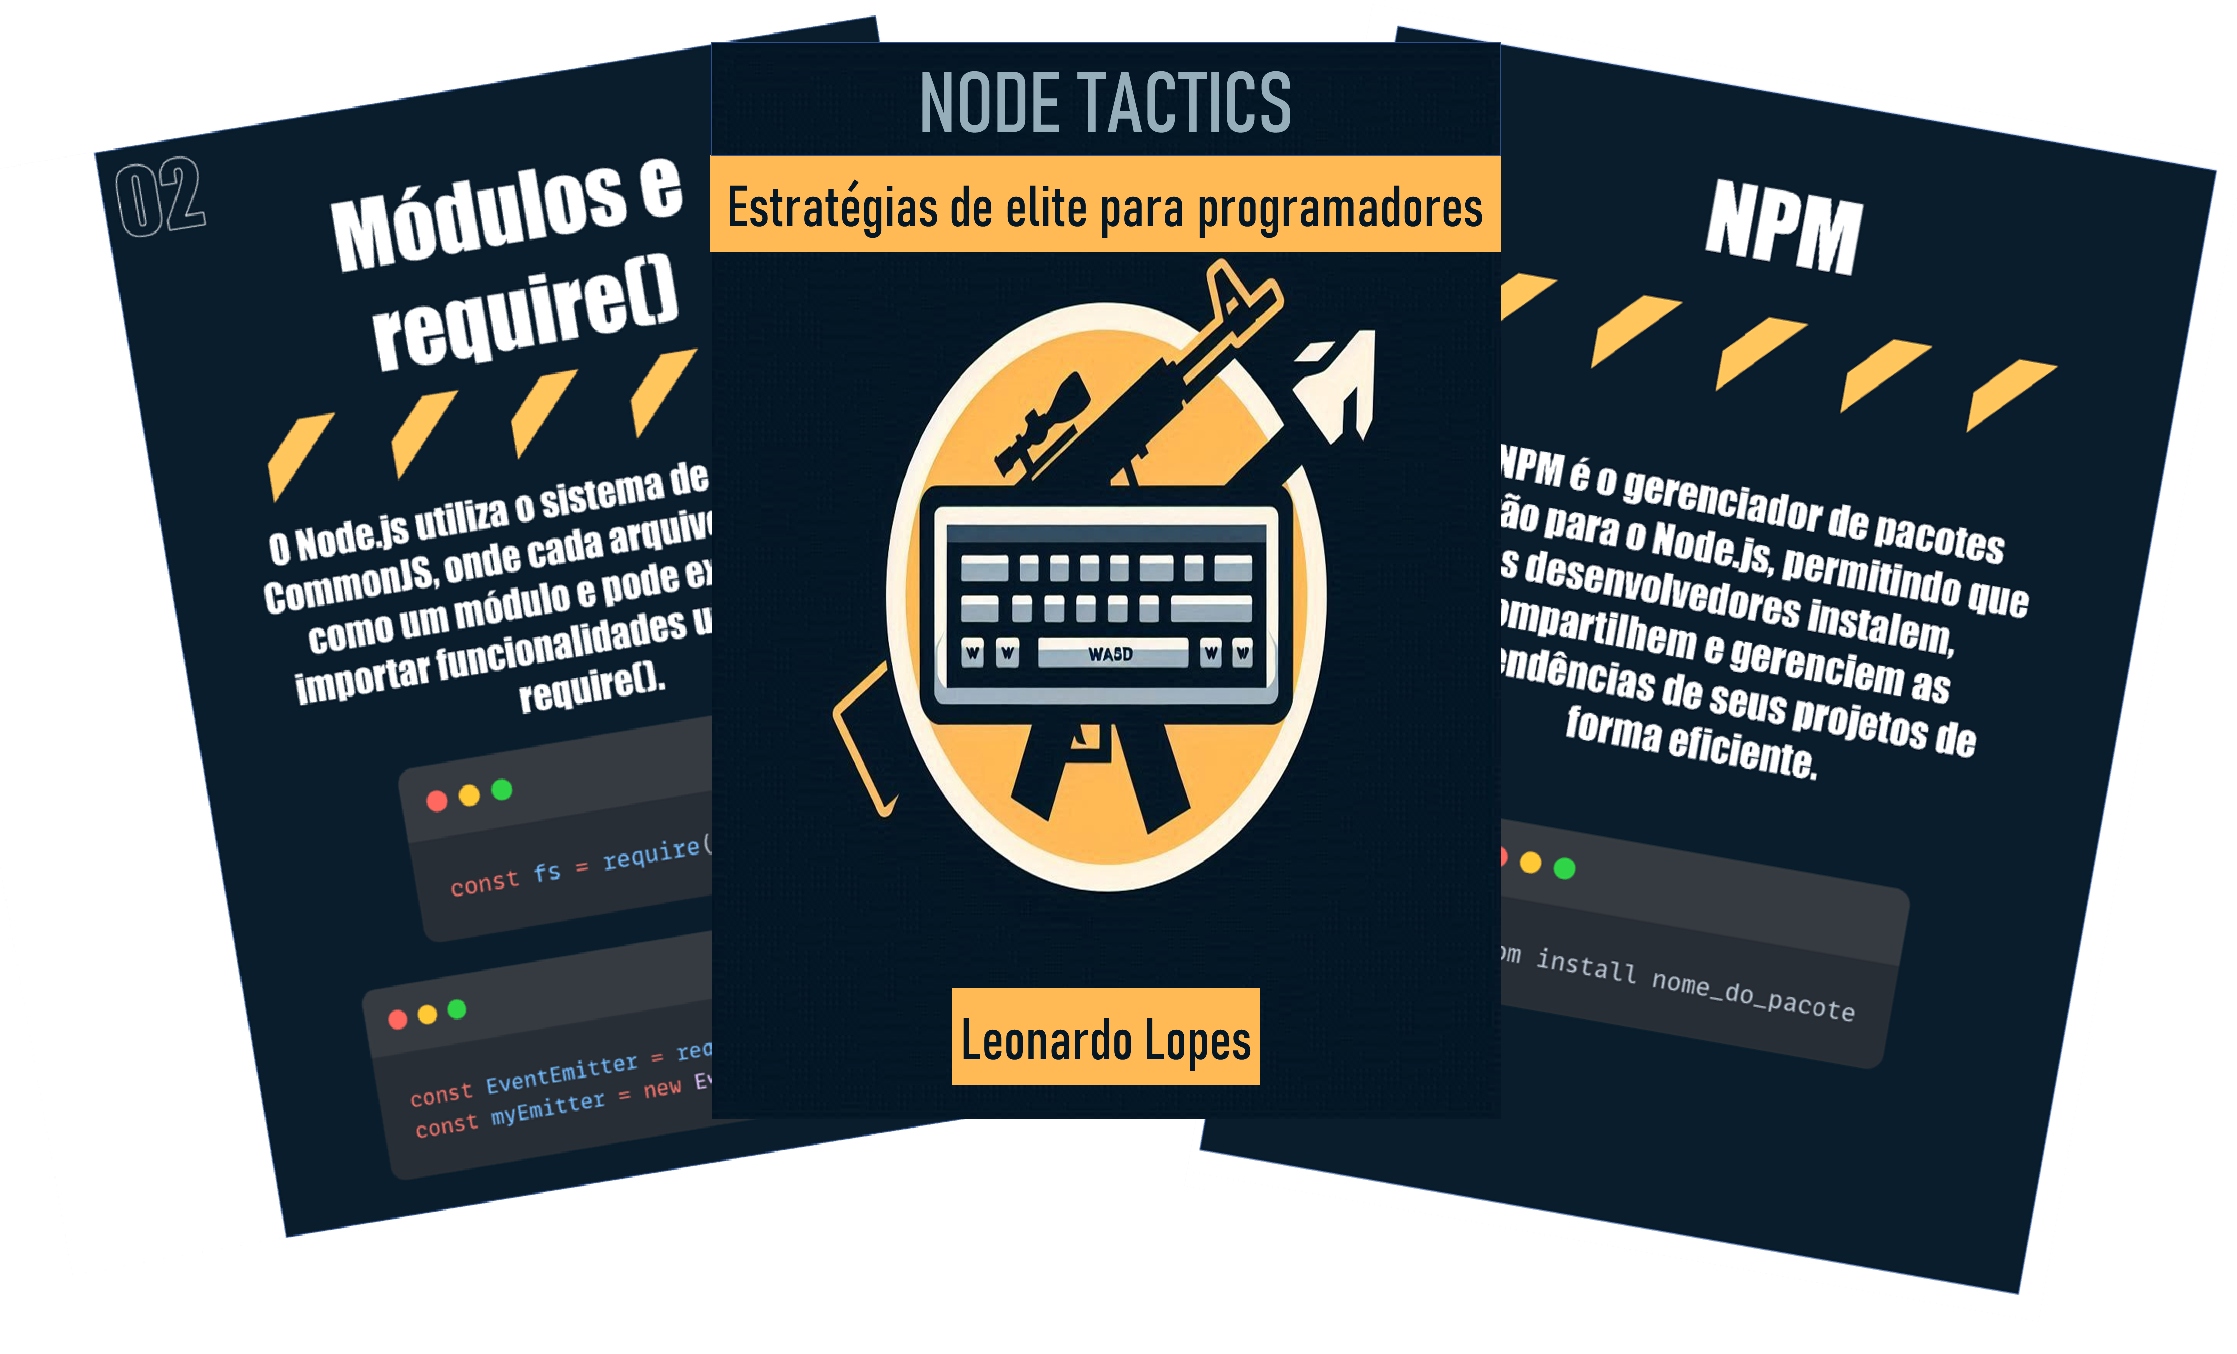 02
Módulos e
require()
O Node.js utiliza o sistema de
CommonJS, onde cada arquivo
como um módulo e pode
importar funcionalidades
require().
const fs = require(
const EventEmitter =
const myEmitter = new
NODE TACTICS
Estratégias de elite para programadores
W W WASD W W
Leonardo Lopes
NPM
NPM é o gerenciador de pacotes
para o Node.js, permitindo que
desenvolvedores instalem,
e gerenciem as
de seus projetos de
forma eficiente.
install nome_do_pacote